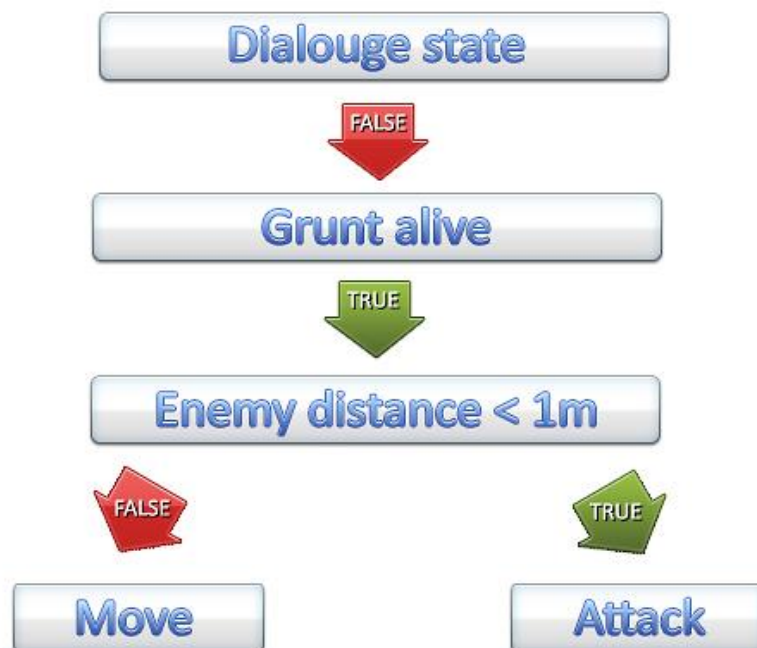 Dialouge state
FALSE
Grunt alive
TRUE
Enemy distance < 1m
FALSE
TRUE
Move
Attack